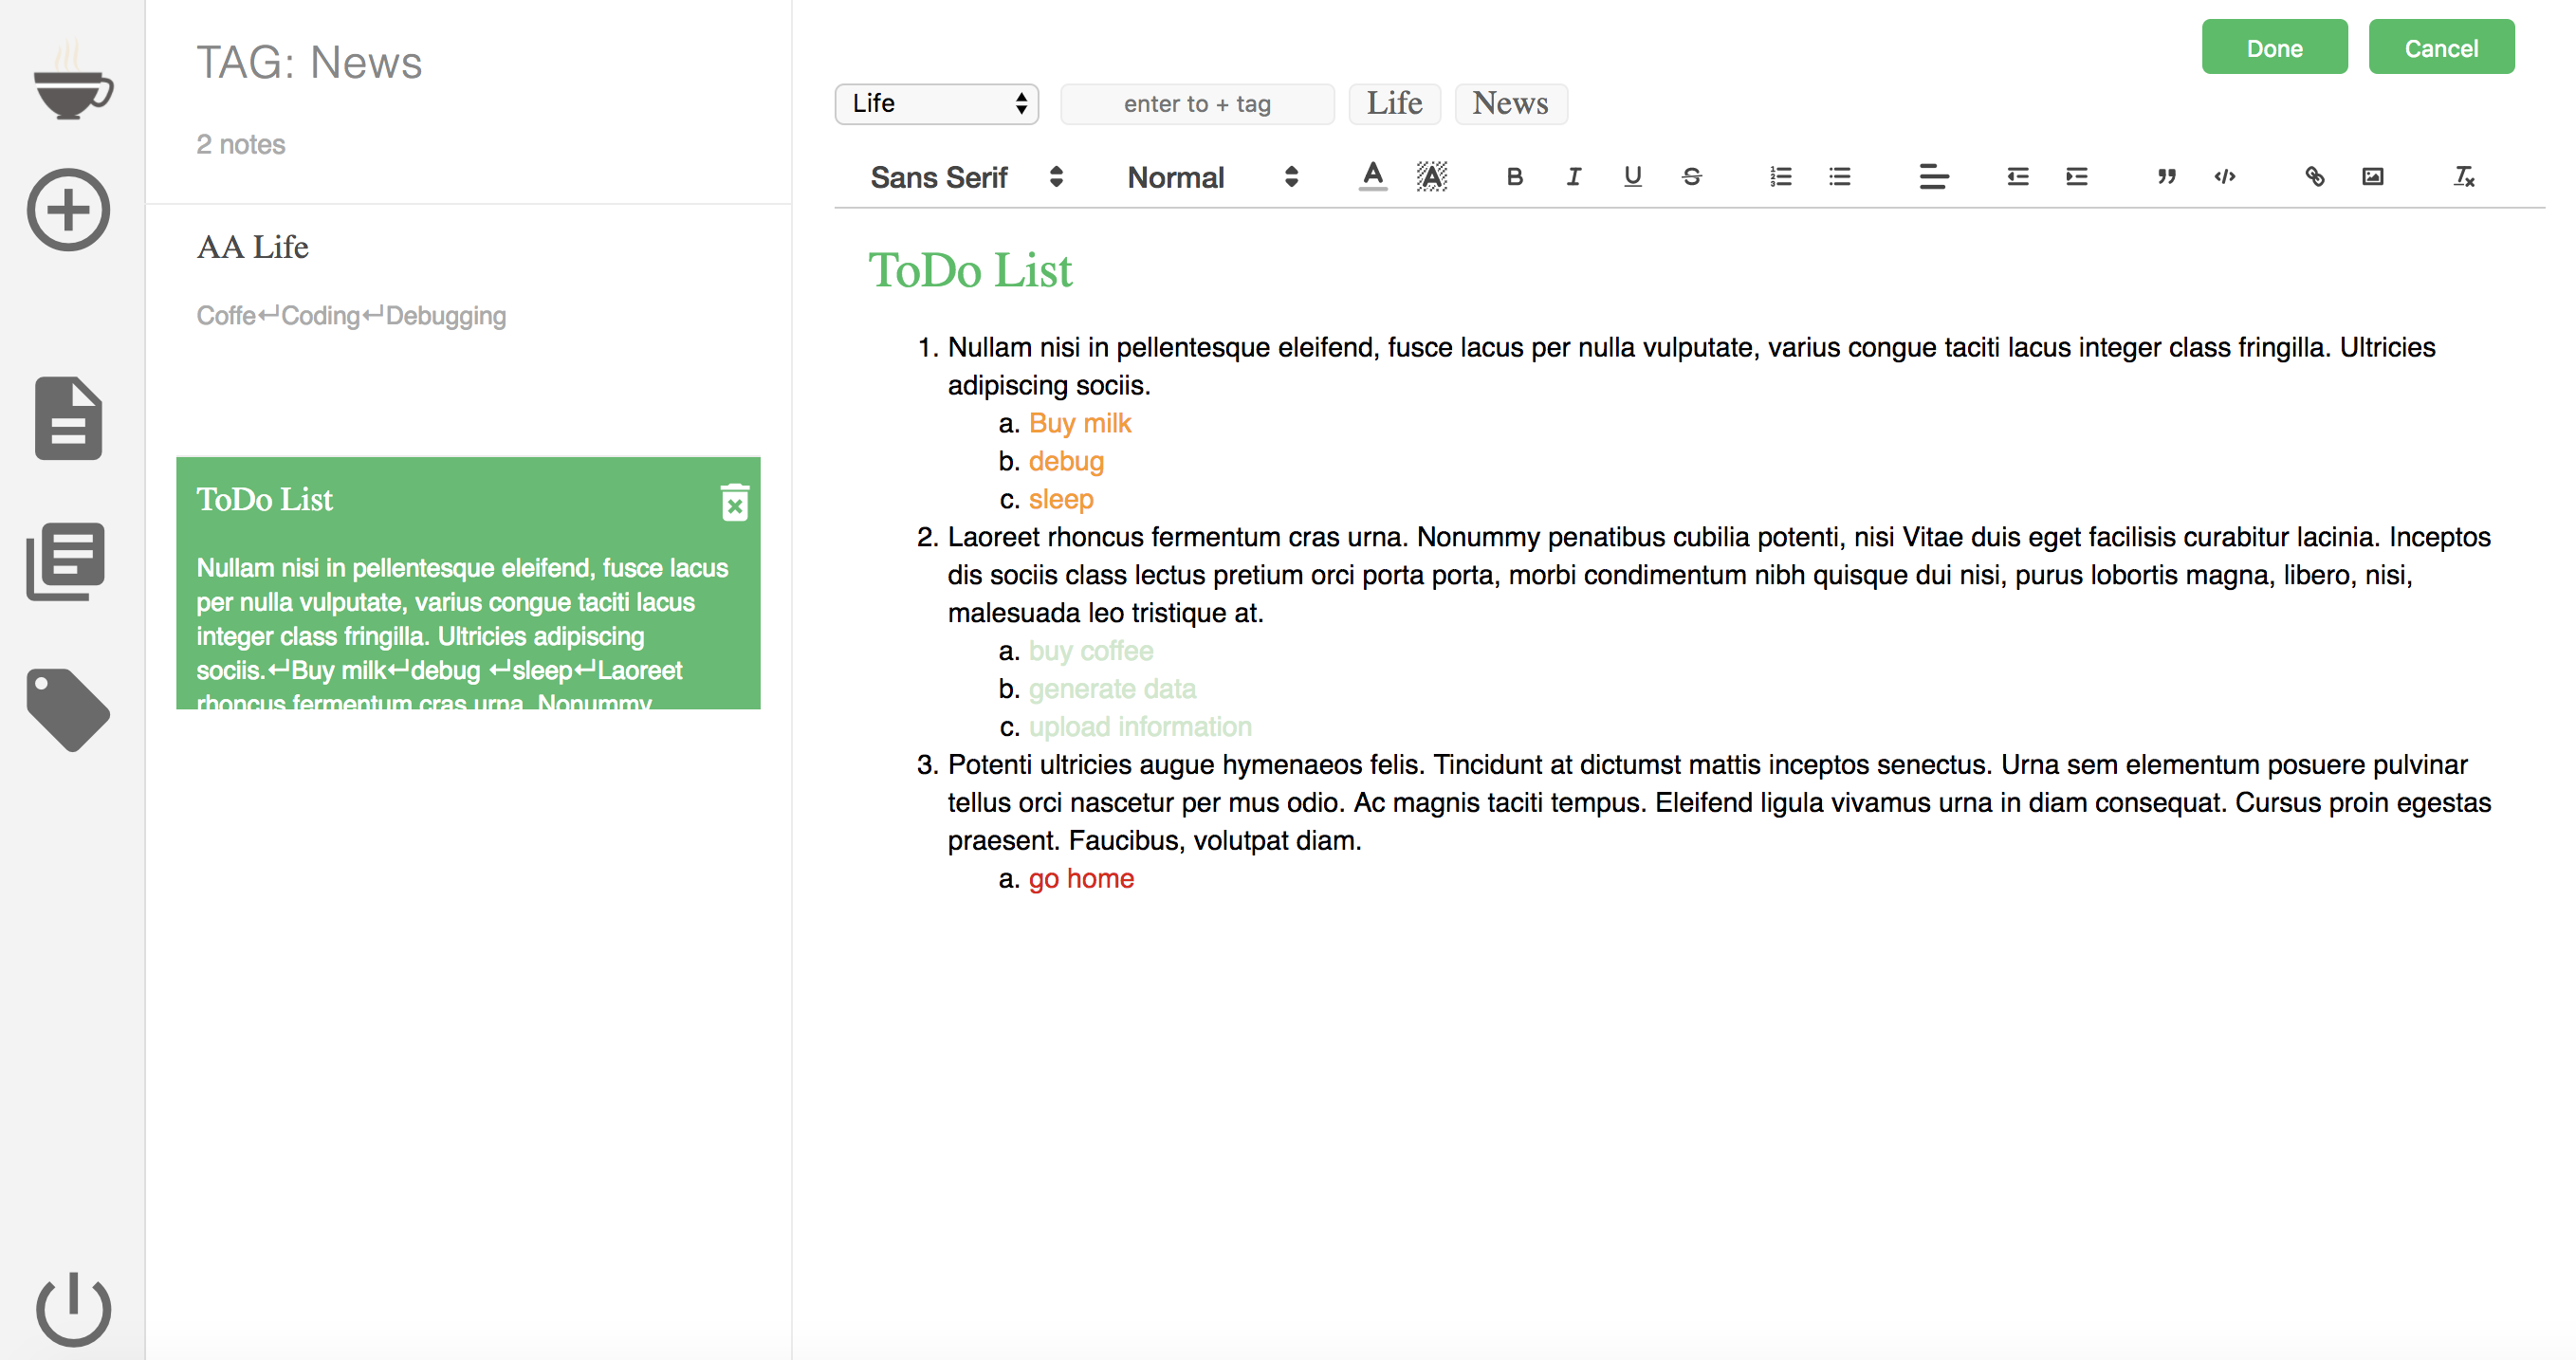 TAG: News
2 notes
AA Life
Coffe↵Coding↵Debugging
ToDo List
Nullam nisi in pellentesque eleifend, fusce lacus
per nulla vulputate, varius congue taciti lacus
integer class fringilla. Ultricies adipiscing
sociis.↵Buy milk↵debug ↵sleep↵Laoreet
rhoncus fermentum cras urna. Nonummy
Done
Cancel
Life
enter to + tag
Life
News
Sans Serif
Normal
ToDo List
1. Nullam nisi in pellentesque eleifend, fusce lacus per nulla vulputate, varius congue taciti lacus integer class fringilla. Ultricies
adipiscing sociis.
a. Buy milk
b. debug
c. sleep
2. Laoreet rhoncus fermentum cras urna. Nonummy penatibus cubilia potenti, nisi Vitae duis eget facilisis curabitur lacinia. Inceptos
dis sociis class lectus pretium orci porta porta, morbi condimentum nibh quisque dui nisi, purus lobortis magna, libero, nisi,
malesuada leo tristique at.
a. buy coffee
b. generate data
c. upload information
3. Potenti ultricies augue hymenaeos felis. Tincidunt at dictumst mattis inceptos senectus. Urna sem elementum posuere pulvinar
tellus orci nascetur per mus odio. Ac magnis taciti tempus. Eleifend ligula vivamus urna in diam consequat. Cursus proin egestas
praesent. Faucibus, volutpat diam.
a. go home